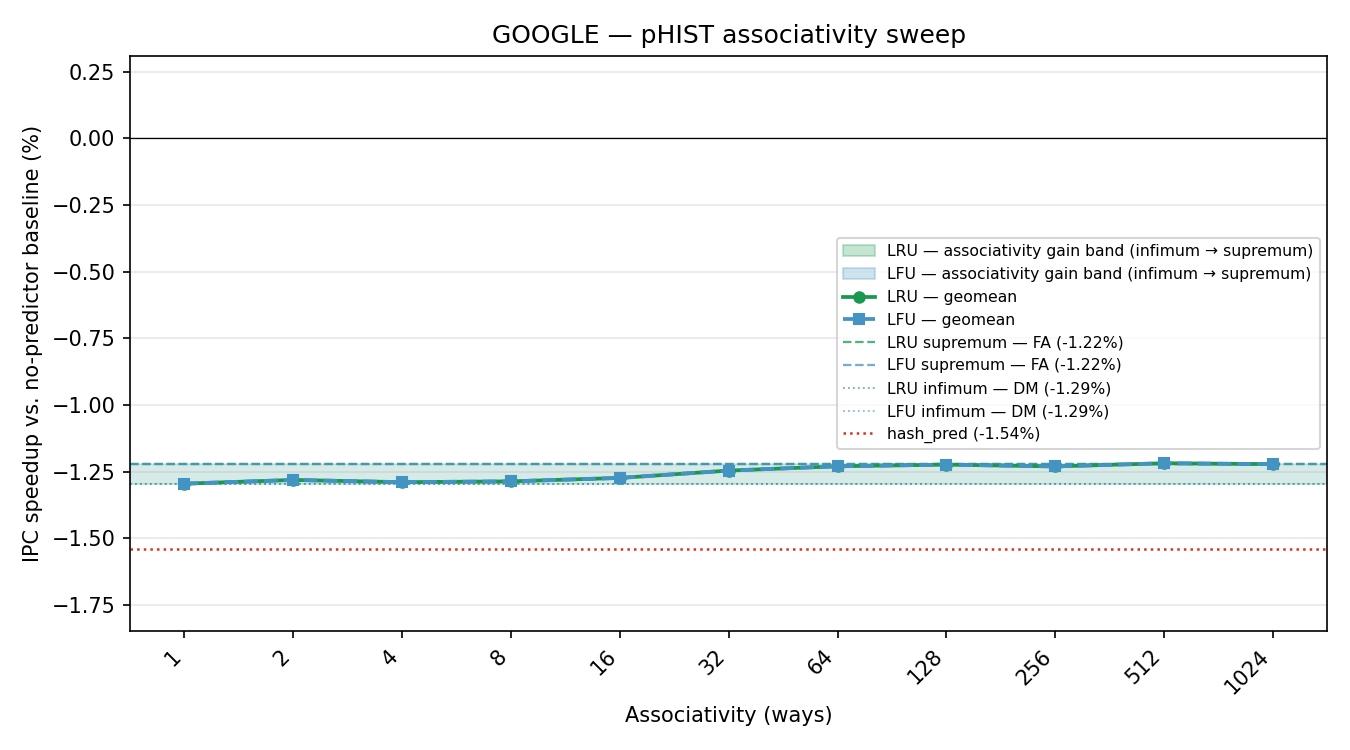 GOOGLE — pHIST associativity sweep
IPC speedup vs. no-predictor baseline (%)
0.25
0.00
−0.25
−0.50
−0.75
−1.00
−1.25
−1.50
−1.75
LRU — associativity gain band (infimum → supremum)
LFU — associativity gain band (infimum → supremum)
LRU — geomean
LFU — geomean
LRU supremum — FA (-1.22%)
LFU supremum — FA (-1.22%)
LRU infimum — DM (-1.29%)
LFU infimum — DM (-1.29%)
hash_pred (-1.54%)
1
2
4
8
16
32
64
128
256
512
1024
Associativity (ways)